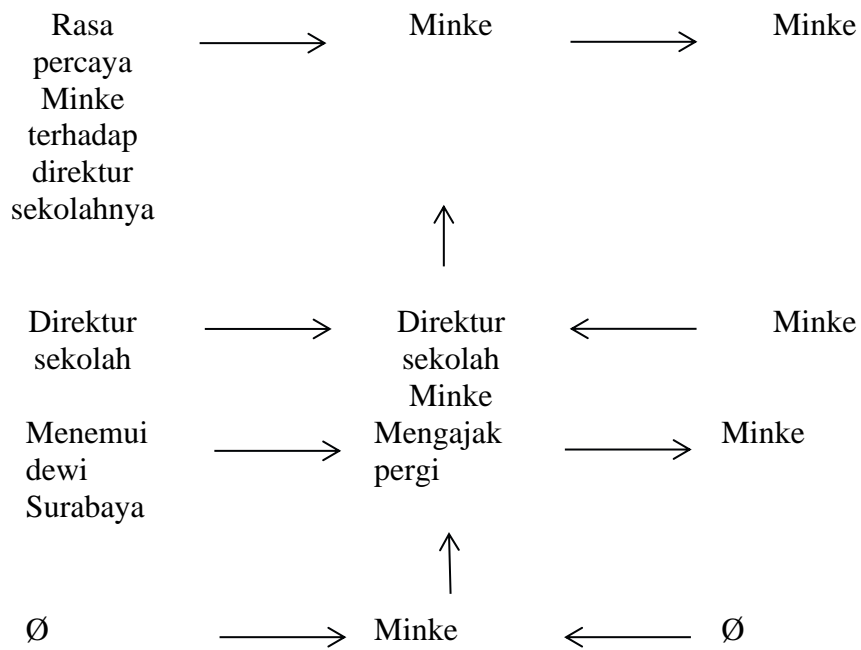 Rasa Minke Minke
percaya
Minke
terhadap
direktur
sekolahnya
Direktur Direktur Minke
sekolah sekolah
Minke
Menemui Mengajak Minke
dewi pergi
Surabaya
Ø Minke Ø